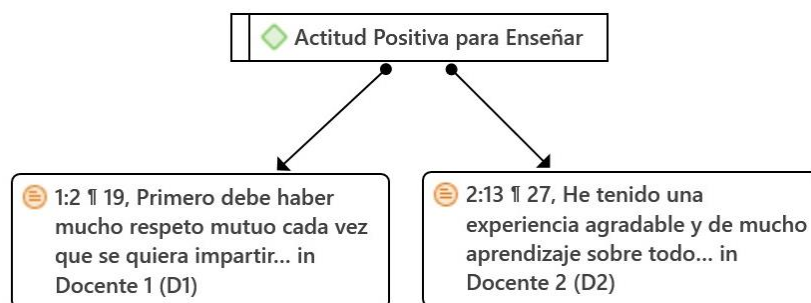 Actitud Positiva para Enseñar
1:2 ¶ 19, Primero debe haber
mucho respeto mutuo cada vez
que se quiera impartir... in
Docente 1 (D1)
2:13 ¶ 27, He tenido una
experiencia agradable y de mucho
aprendizaje sobre todo... in
Docente 2 (D2)